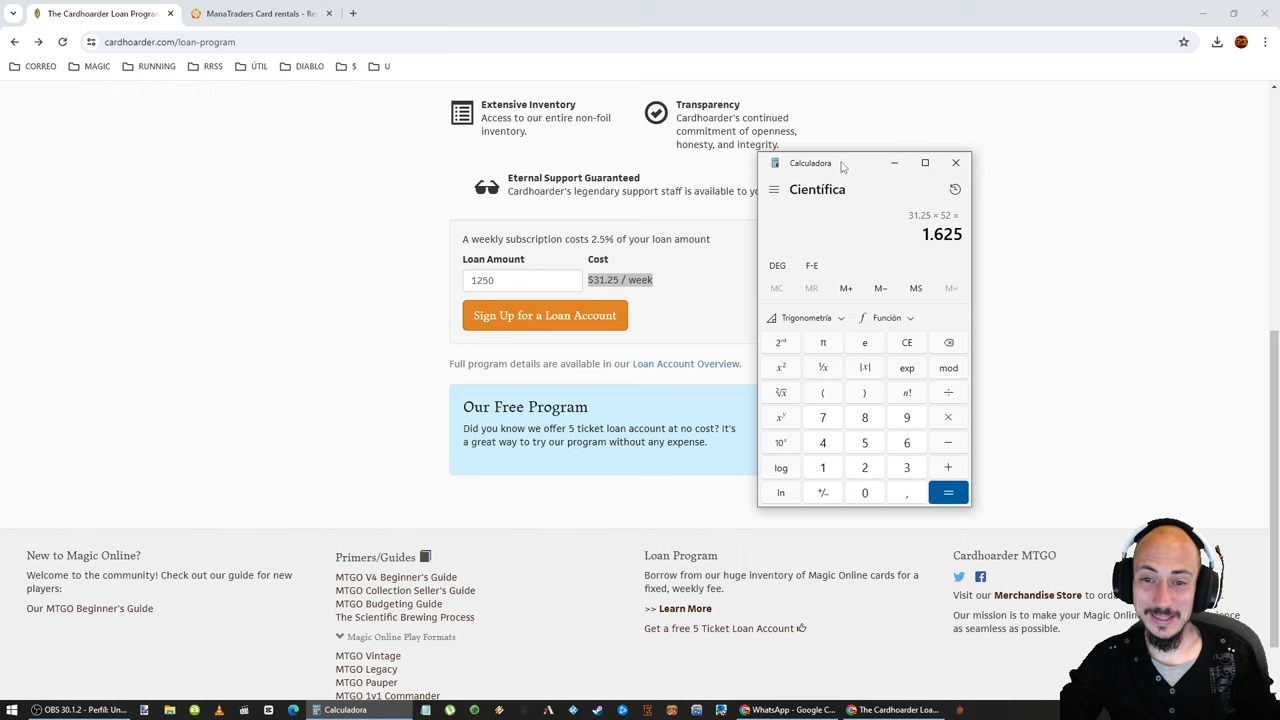 The Cardhoarder Loan Program
ManaTraders Card rentals - Re
cardhoarder.com/loan-program
CORREO
MAGIC
RUNNING
RRSS
ÚTIL
DIABLO
$
U
Extensive Inventory
Access to our entire non-foil
inventory.
Transparency
Cardhoarder's continued
commitment of openness,
honesty, and integrity.
Eternal Support Guaranteed
Cardhoarder's legendary support staff is available to yo
A weekly subscription costs 2.5% of your loan amount
Loan Amount
Cost
1250
$31.25 / week
Sign Up for a Loan Account
Full program details are available in our Loan Account Overview.
Our Free Program
Did you know we offer 5 ticket loan account at no cost? It's
a great way to try our program without any expense.
Calculadora
Científica
31,25 × 52 =
1.625
DEG
F-E
MC
MR
M+
M−
MS
M
Trigonometría
Función
2ⁿᵈ
π
e
CE
x²
¹/x
|x|
exp
mod
²√x
(
)
n!
÷
xʸ
7
8
9
×
10ˣ
4
5
6
−
log
1
2
3
+
ln
+/−
0
,
=
New to Magic Online?
Welcome to the community! Check out our guide for new
players:
Our MTGO Beginner's Guide
Primers/Guides
MTGO V4 Beginner's Guide
MTGO Collection Seller's Guide
MTGO Budgeting Guide
The Scientific Brewing Process
Magic Online Play Formats
MTGO Vintage
MTGO Legacy
MTGO Pauper
MTGO 1v1 Commander
Loan Program
Borrow from our huge inventory of Magic Online cards for a
fixed, weekly fee.
>> Learn More
Get a free 5 Ticket Loan Account
Cardhoarder MTGO
Visit our Merchandise Store to or
Our mission is to make your Magic Onlin
as seamless as possible.
OBS 30.1.2 - Perfil: Un...
Calculadora
WhatsApp - Google C...
The Cardhoarder Loa...